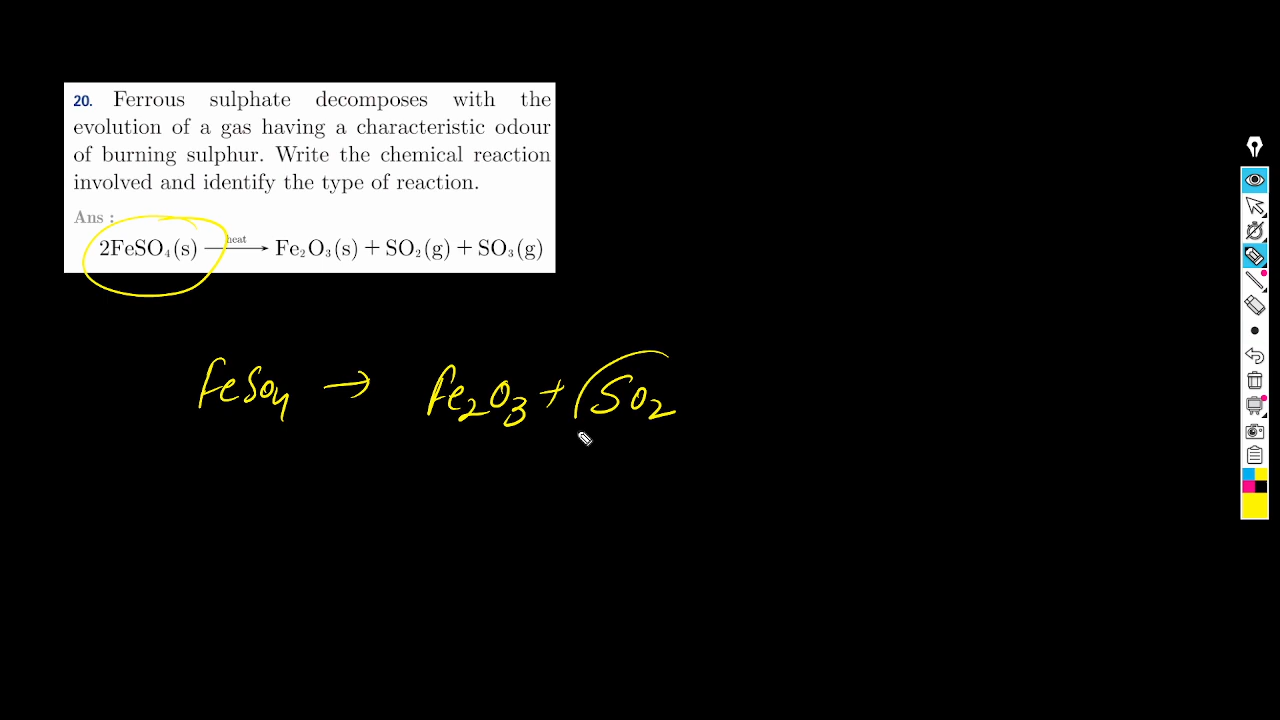 20. Ferrous sulphate decomposes with the
evolution of a gas having a characteristic odour
of burning sulphur. Write the chemical reaction
involved and identify the type of reaction.
Ans :
heat
2FeSO₄(s) ⟶ Fe₂O₃(s) + SO₂(g) + SO₃(g)
FeSO₄ → Fe₂O₃ + (SO₂